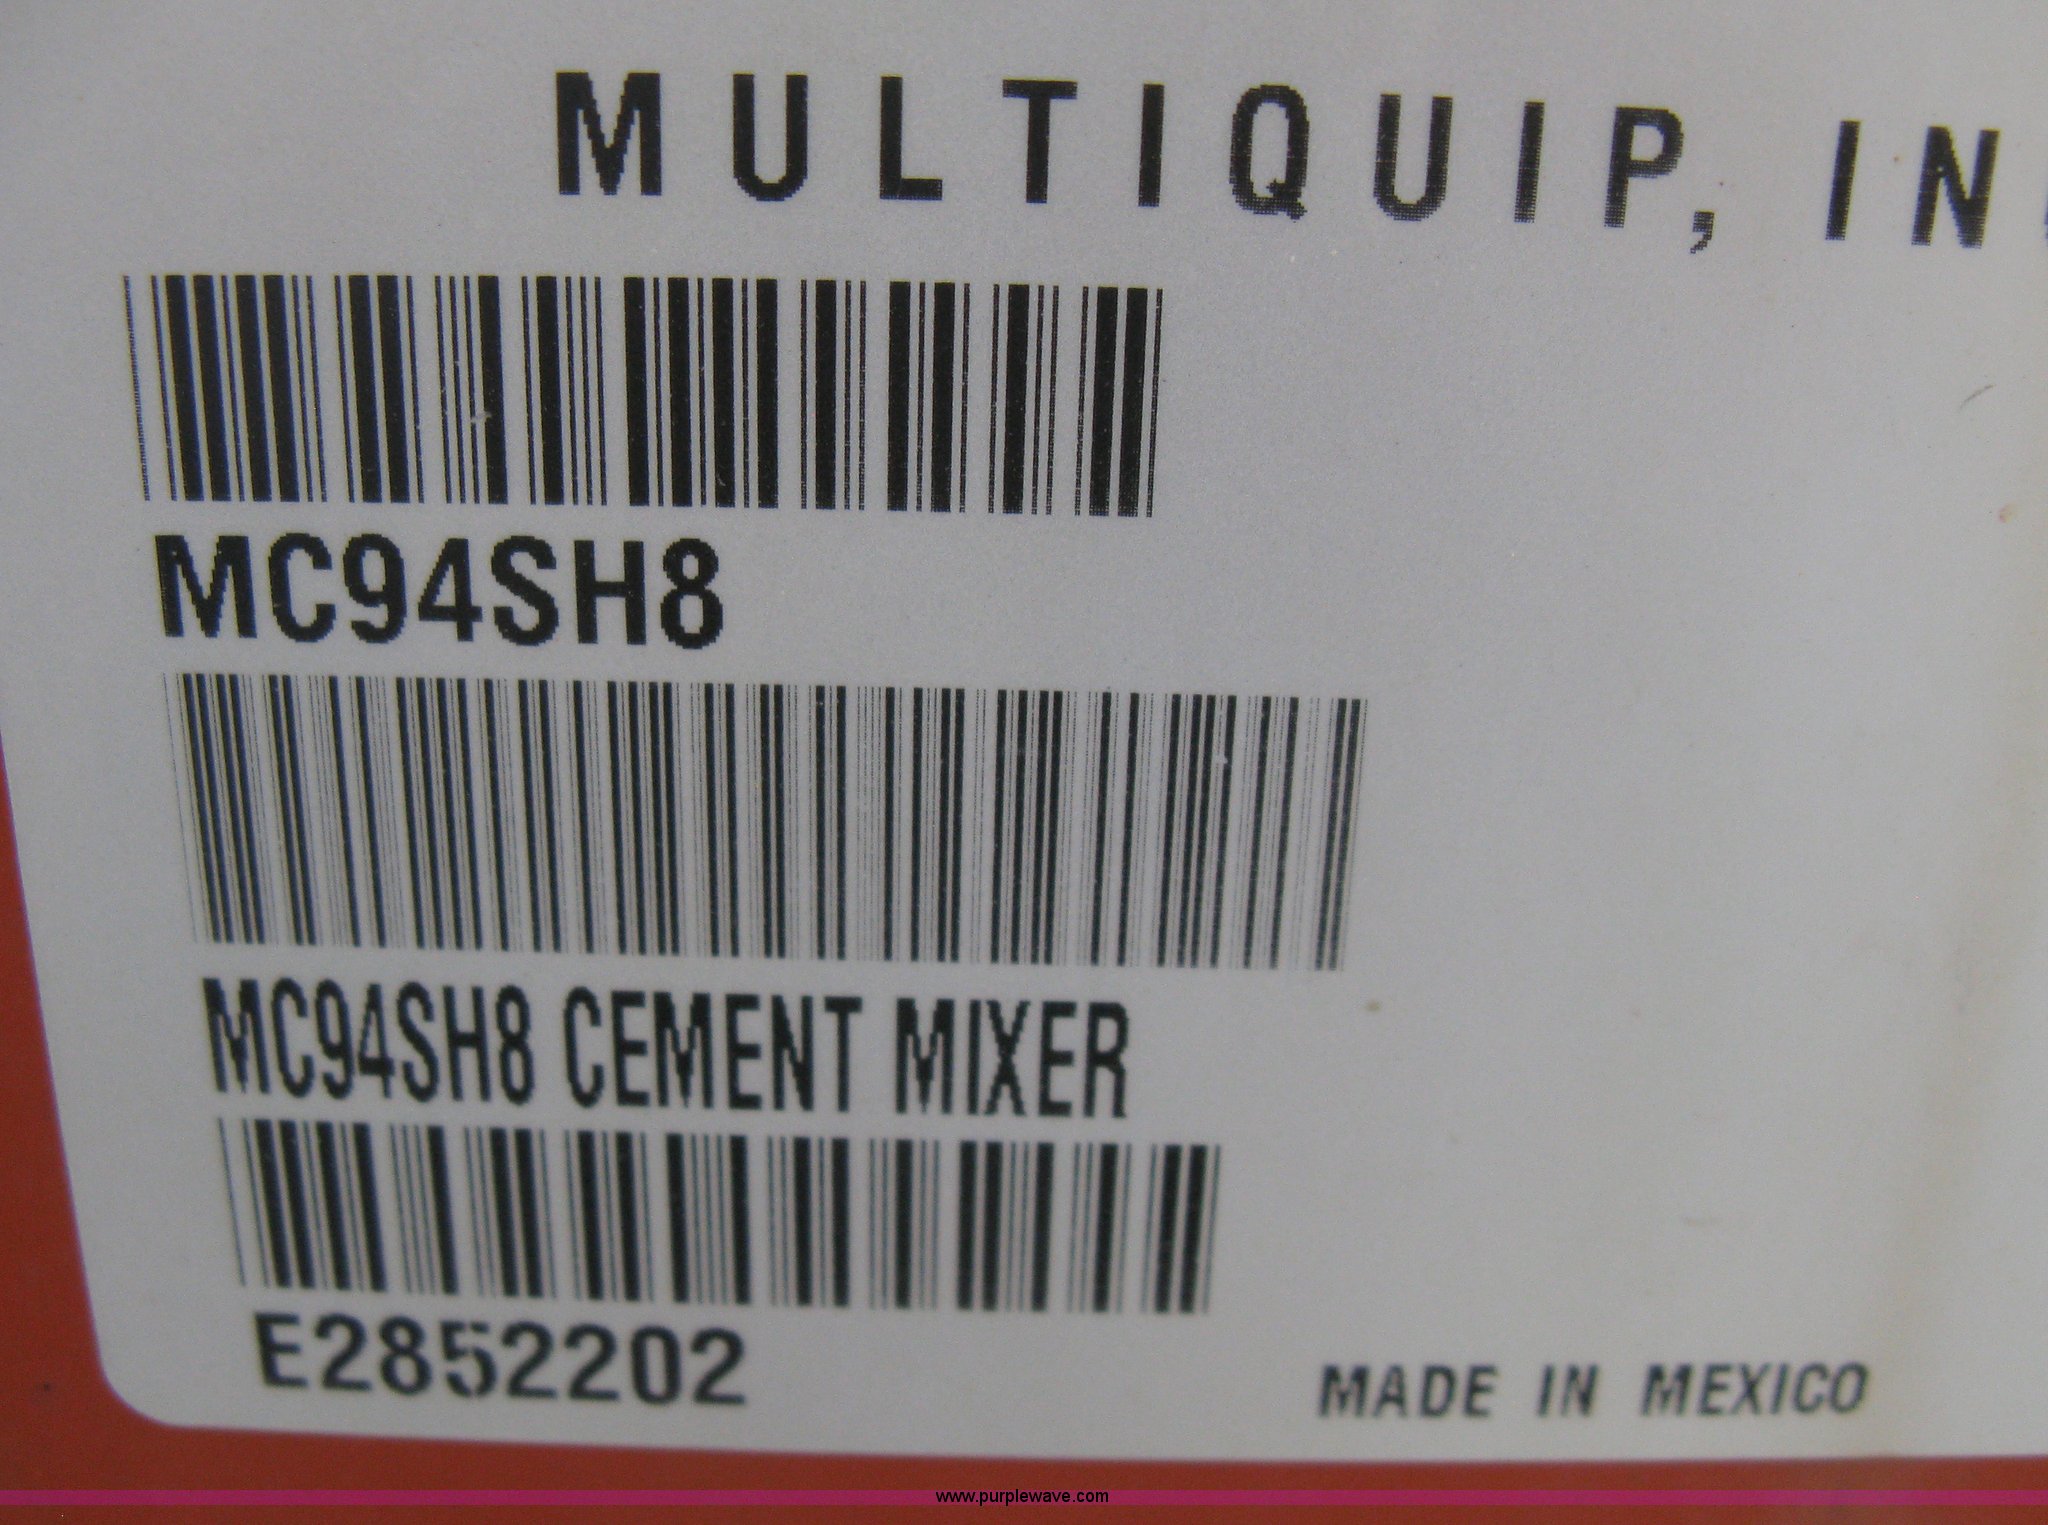 MULTIQUIP, IN
MC94SH8
MC94SH8 CEMENT MIXER
E2852202
MADE IN MEXICO
www.purplewave.com